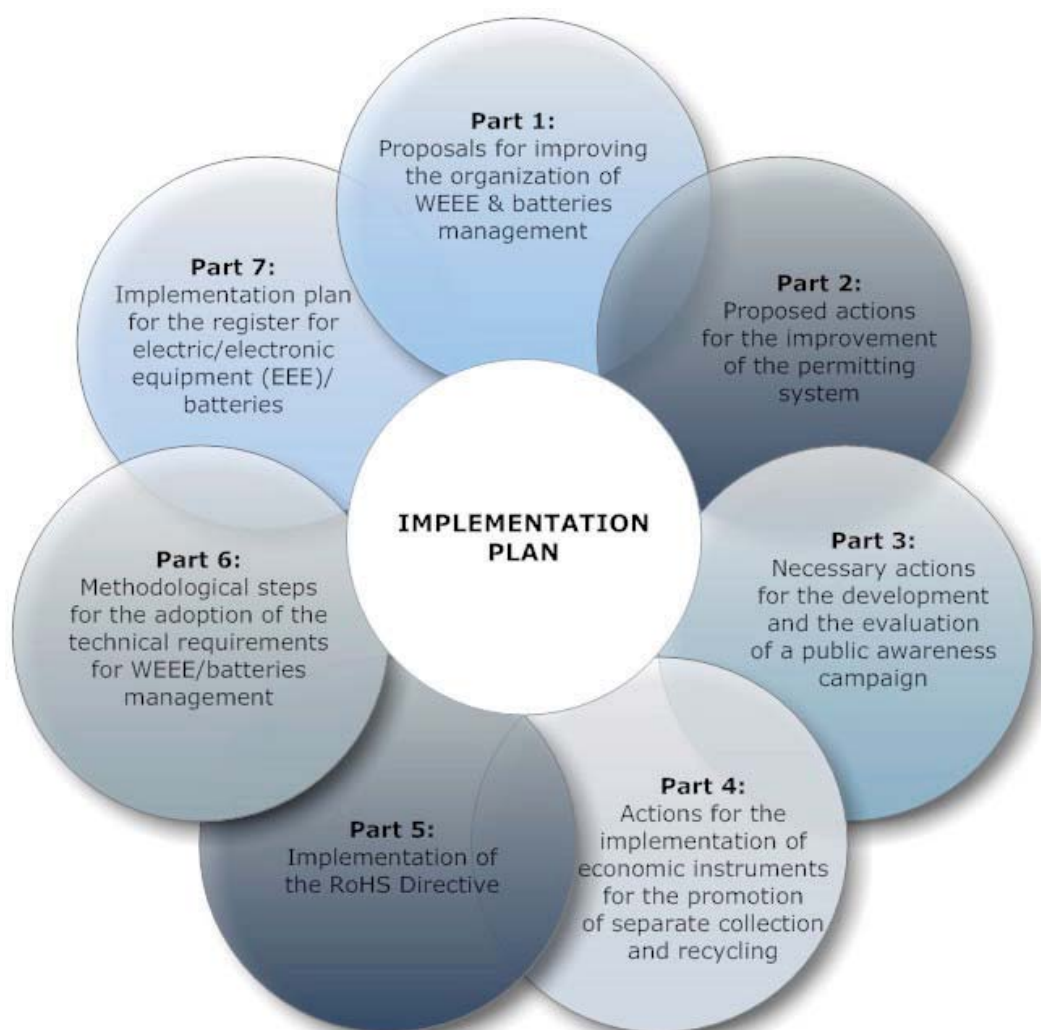 Part 1:
Proposals for improving
the organization of
WEEE & batteries
management
Part 2:
Proposed actions
for the improvement
of the permitting
system
Part 3:
Necessary actions
for the development
and the evaluation
of a public awareness
campaign
Part 4:
Actions for the
implementation of
economic instruments
for the promotion
of separate collection
and recycling
Part 5:
Implementation of
the RoHS Directive
Part 6:
Methodological steps
for the adoption of the
technical requirements
for WEEE/batteries
management
Part 7:
Implementation plan
for the register for
electric/electronic
equipment (EEE)/
batteries
IMPLEMENTATION
PLAN